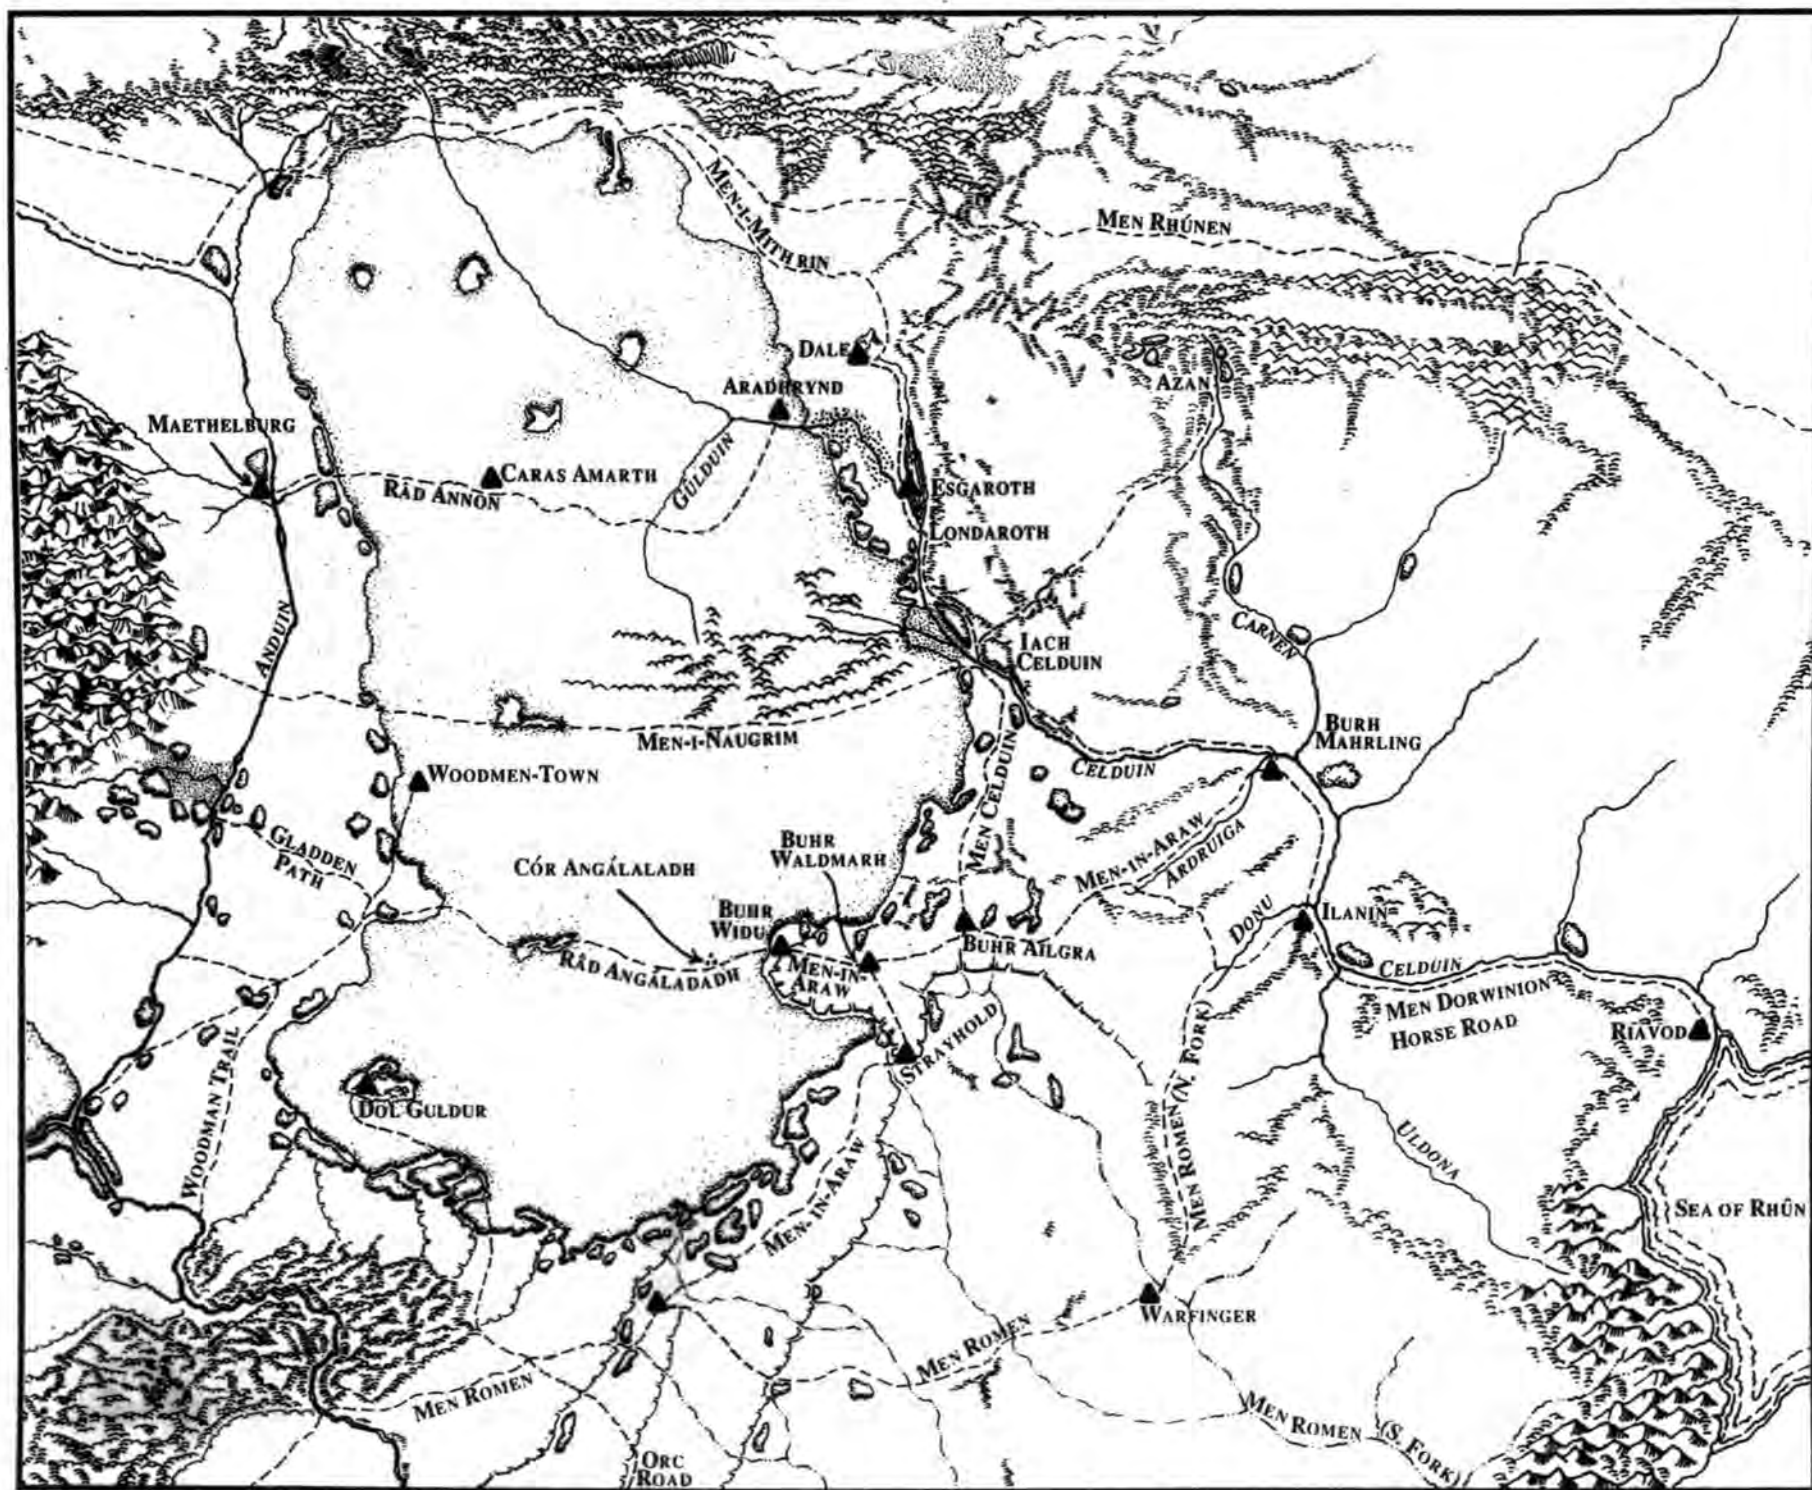 MEN-I-MITHRIN
MEN RHÚNEN
DALE
ARADHRYND
AZAN
MAETHELBURG
CARAS AMARTH
RÂD ANNON
GULDUIN
ESGAROTH
LONDAROTH
ANDUIN
IACH
CELDUIN
CARNEN
MEN-I-NAUGRIM
BURH
MAHRLING
CELDUIN
WOODMEN-TOWN
MEN CELDUIN
GLADDEN
PATH
BUHR
WALDMARH
MEN-IN-ARAW
ARDRUIGA
CÓR ANGÁLALADH
BUHR
WIDU
DONU
ILANIN
BUHR AILGRA
RÂD ANGÁLADADH
MEN-IN-
ARAW
CELDUIN
MEN DORWINION
HORSE ROAD
RIAVOD
STRAYHOLD
WOODMAN TRAIL
DOL GULDUR
MEN ROMEN (N. FORK)
ULDONA
MEN-IN-ARAW
SEA OF RHÛN
WARFINGER
MEN ROMEN
MEN ROMEN
MEN ROMEN (S. FORK)
ORC
ROAD